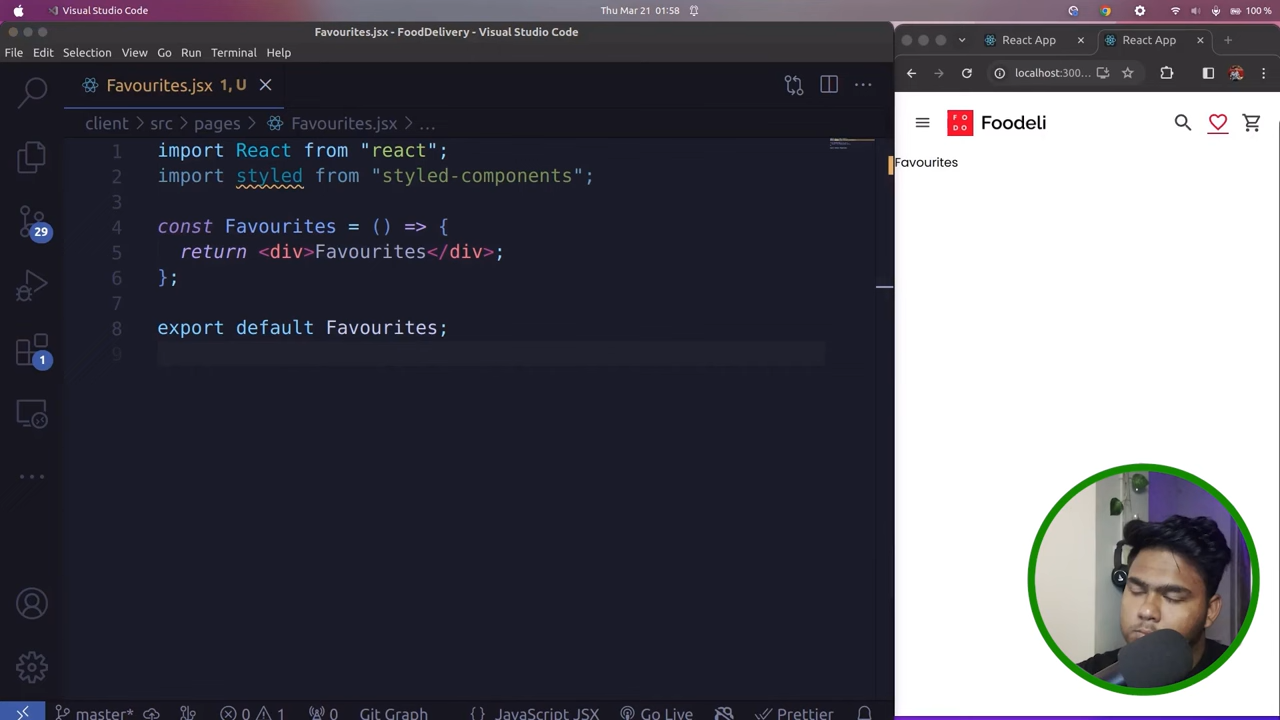 Visual Studio Code
Thu Mar 21 01:58
100 %
Favourites.jsx - FoodDelivery - Visual Studio Code
File Edit Selection View Go Run Terminal Help
Favourites.jsx 1, U
client > src > pages > Favourites.jsx > ...
1 import React from "react";
2 import styled from "styled-components";
3
4 const Favourites = () => {
5 return <div>Favourites</div>;
6 };
7
8 export default Favourites;
9
29
1
master* 0 1 0 Git Graph {} JavaScript JSX Go Live Prettier
React App
React App
localhost:300...
FO
DO
Foodeli
Favourites